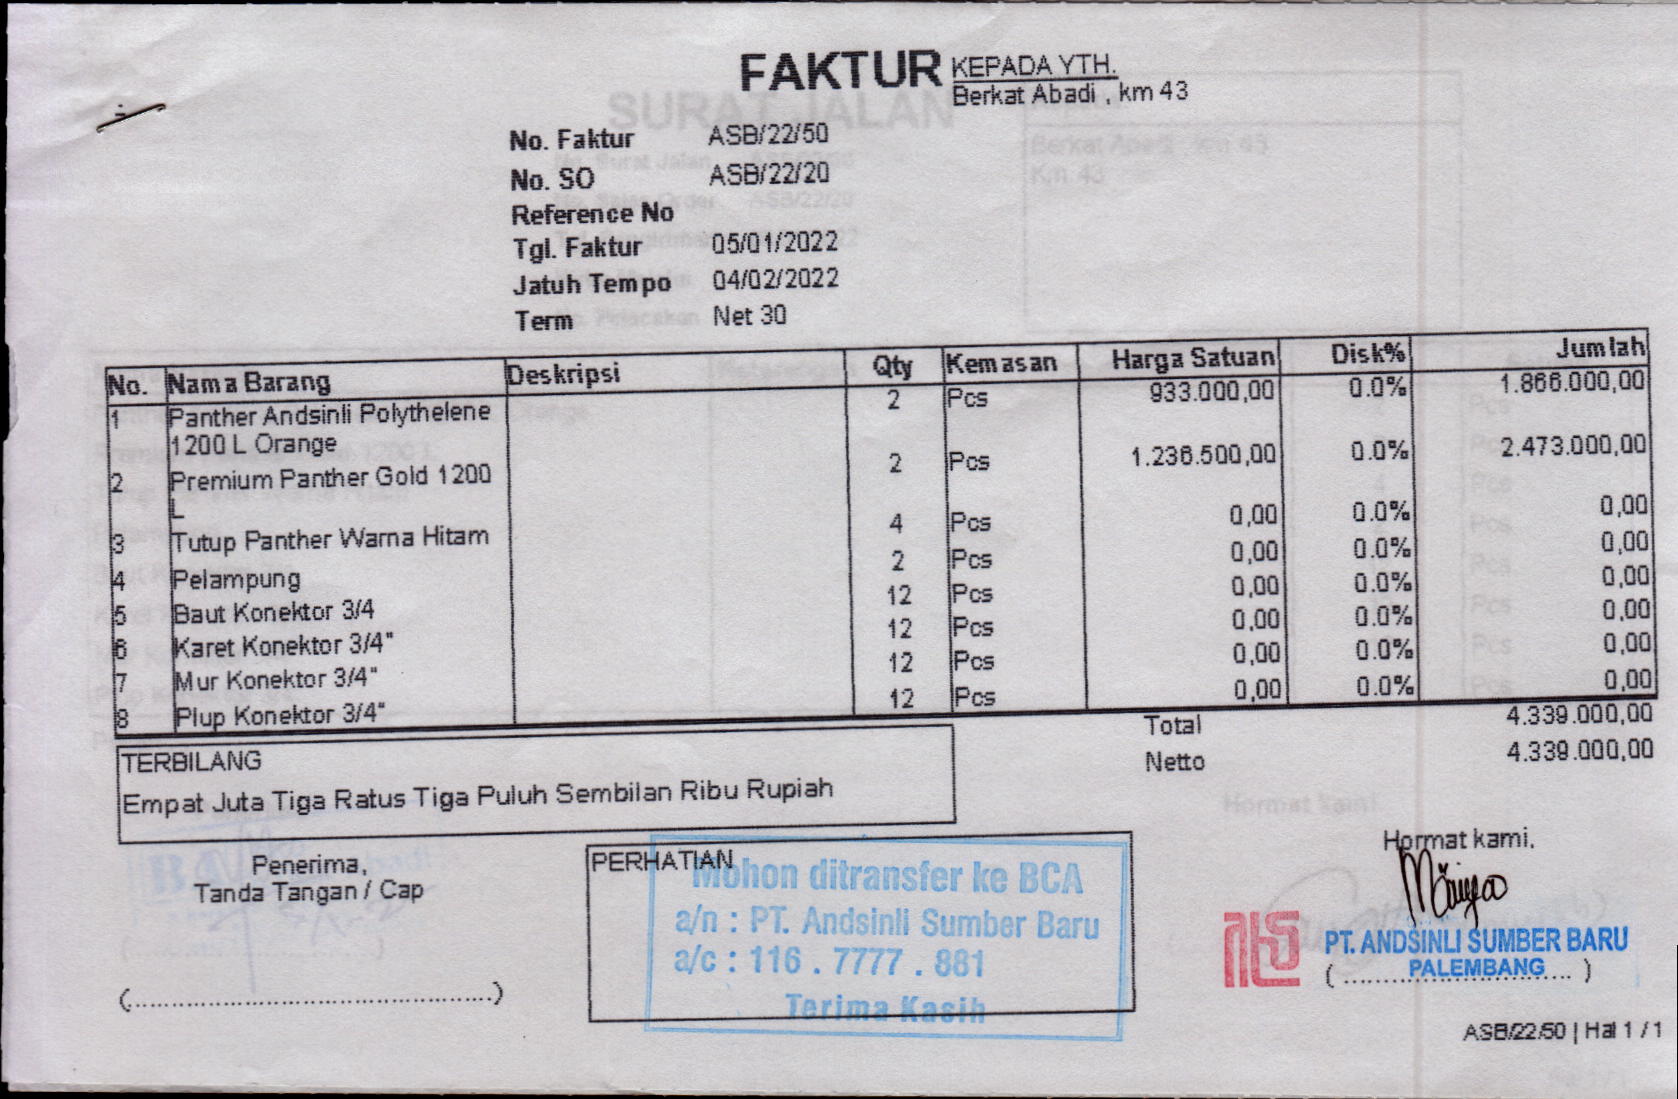 FAKTUR
KEPADA YTH.
Berkat Abadi , km 43
No. Faktur ASB/22/50
No. SO ASB/22/20
Reference No
Tgl. Faktur 05/01/2022
Jatuh Tempo 04/02/2022
Term Net 30
No. Nama Barang Deskripsi Qty Kemasan Harga Satuan Disk% Jumlah
1 Panther Andsinli Polythelene 2 Pcs 933.000,00 0.0% 1.866.000,00
1200 L Orange
2 Premium Panther Gold 1200 2 Pcs 1.236.500,00 0.0% 2.473.000,00
L
3 Tutup Panther Warna Hitam 4 Pcs 0,00 0.0% 0,00
4 Pelampung 2 Pcs 0,00 0.0% 0,00
5 Baut Konektor 3/4 12 Pcs 0,00 0.0% 0,00
6 Karet Konektor 3/4" 12 Pcs 0,00 0.0% 0,00
7 Mur Konektor 3/4" 12 Pcs 0,00 0.0% 0,00
8 Plup Konektor 3/4" 12 Pcs 0,00 0.0% 0,00
Total 4.339.000,00
Netto 4.339.000,00
TERBILANG
Empat Juta Tiga Ratus Tiga Puluh Sembilan Ribu Rupiah
Penerima,
Tanda Tangan / Cap
(................................................)
PERHATIAN
Mohon ditransfer ke BCA
a/n : PT. Andsinli Sumber Baru
a/c : 116 . 7777 . 881
Terima Kasih
Hormat kami.
PT. ANDSINLI SUMBER BARU
PALEMBANG
(................................)
ASB/22/50 | Hal 1 / 1